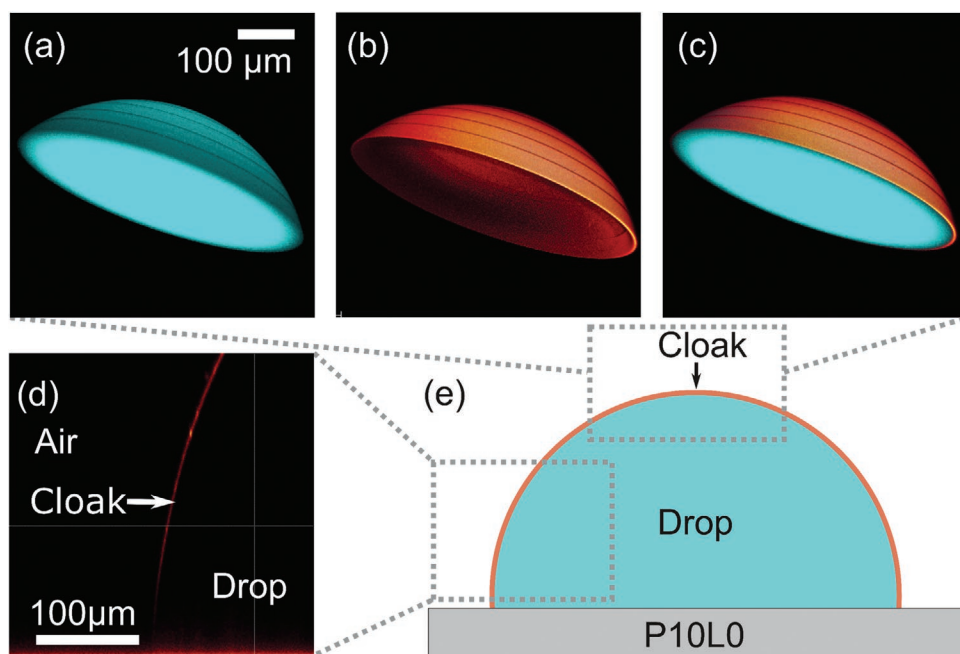 (a)
100 µm
(b)
(c)
(d)
Air
Cloak
Drop
100µm
(e)
Cloak
Drop
P10L0